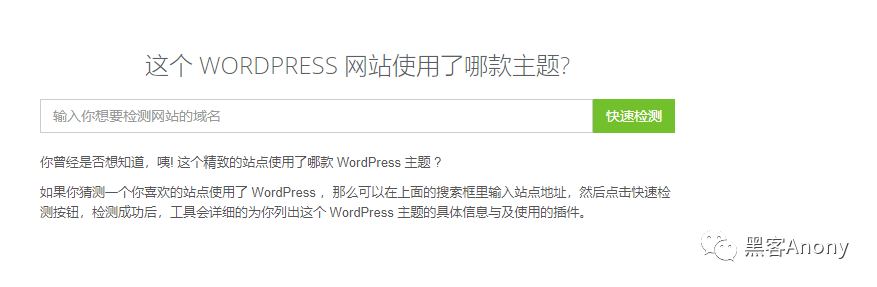 这个 WORDPRESS 网站使用了哪款主题?
输入你想要检测网站的域名
快速检测
你曾经是否想知道，咦! 这个精致的站点使用了哪款 WordPress 主题？
如果你猜测一个你喜欢的站点使用了 WordPress ，那么可以在上面的搜索框里输入站点地址，然后点击快速检
测按钮，检测成功后，工具会详细的为你列出这个 WordPress 主题的具体信息与及使用的插件。
黑客Anony